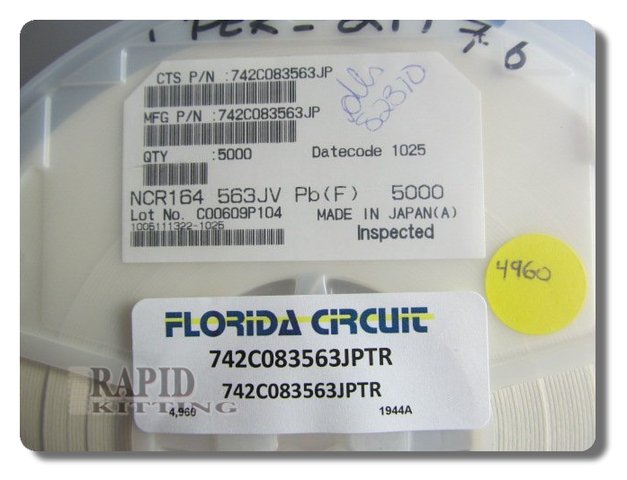 CTS P/N :742C083563JP
MFG P/N :742C083563JP
QTY :5000 Datecode 1025
NCR164 563JV Pb(F) 5000
Lot No. C00609P104 MADE IN JAPAN(A)
1005111322-1025 Inspected
4960
FLORIDA CIRCUIT
742C083563JPTR
742C083563JPTR
RAPID
KITTING
4,960 1944A